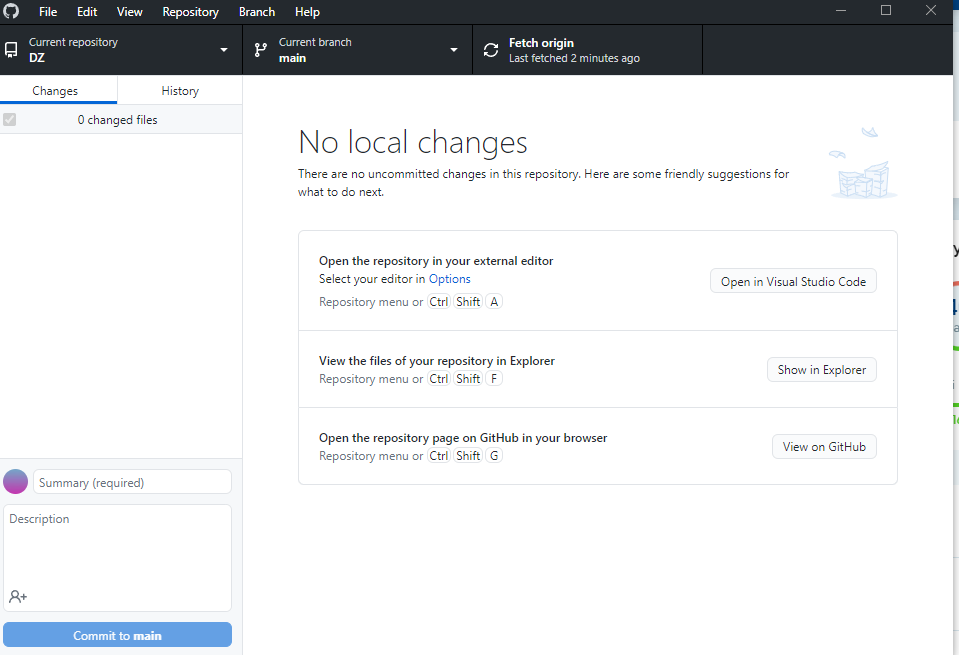 File Edit View Repository Branch Help
Current repository
DZ
Current branch
main
Fetch origin
Last fetched 2 minutes ago
Changes
History
0 changed files
No local changes
There are no uncommitted changes in this repository. Here are some friendly suggestions for
what to do next.
Open the repository in your external editor
Select your editor in Options
Repository menu or Ctrl Shift A
Open in Visual Studio Code
View the files of your repository in Explorer
Repository menu or Ctrl Shift F
Show in Explorer
Open the repository page on GitHub in your browser
Repository menu or Ctrl Shift G
View on GitHub
Summary (required)
Description
Commit to main